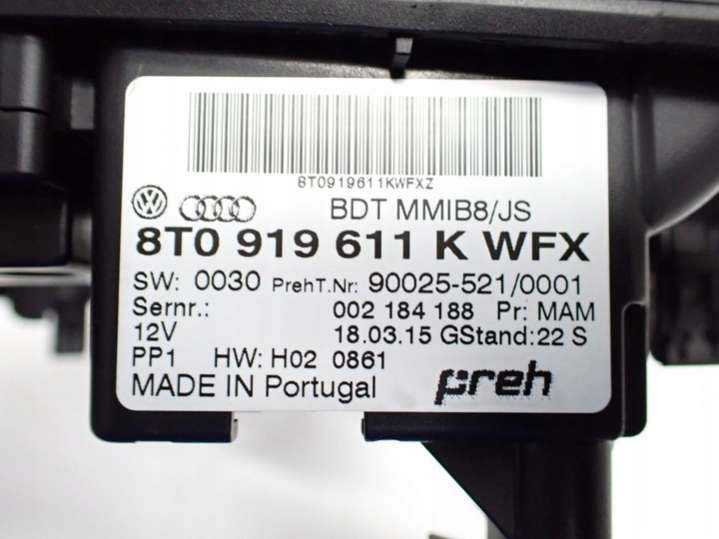 8T0919611KWFXZ
BDT MMIB8/JS
8T0 919 611 K WFX
SW: 0030 PrehT.Nr: 90025-521/0001
Sernr.: 002 184 188 Pr: MAM
12V 18.03.15 GStand: 22 S
PP1 HW: H02 0861
MADE IN Portugal preh